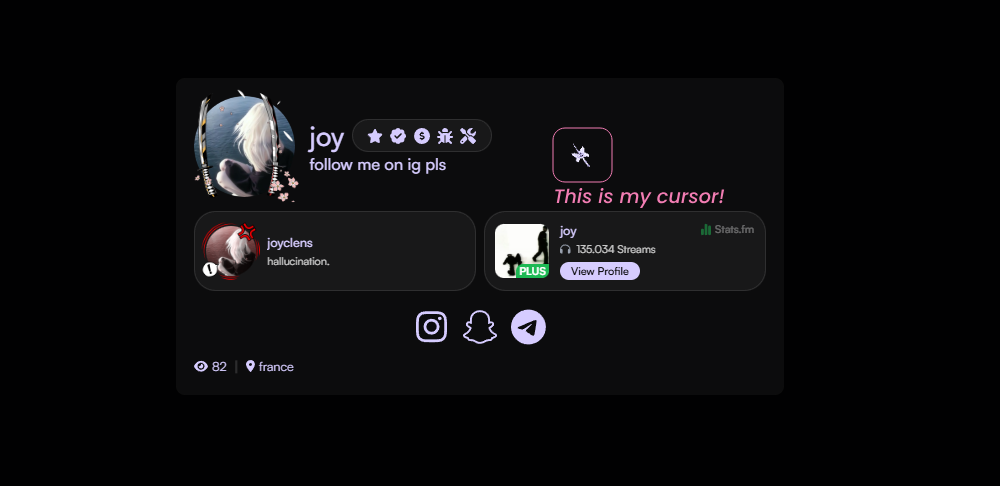 joy
follow me on ig pls
This is my cursor!
joyclens
hallucination.
joy
Stats.fm
135.034 Streams
PLUS
View Profile
82 | france